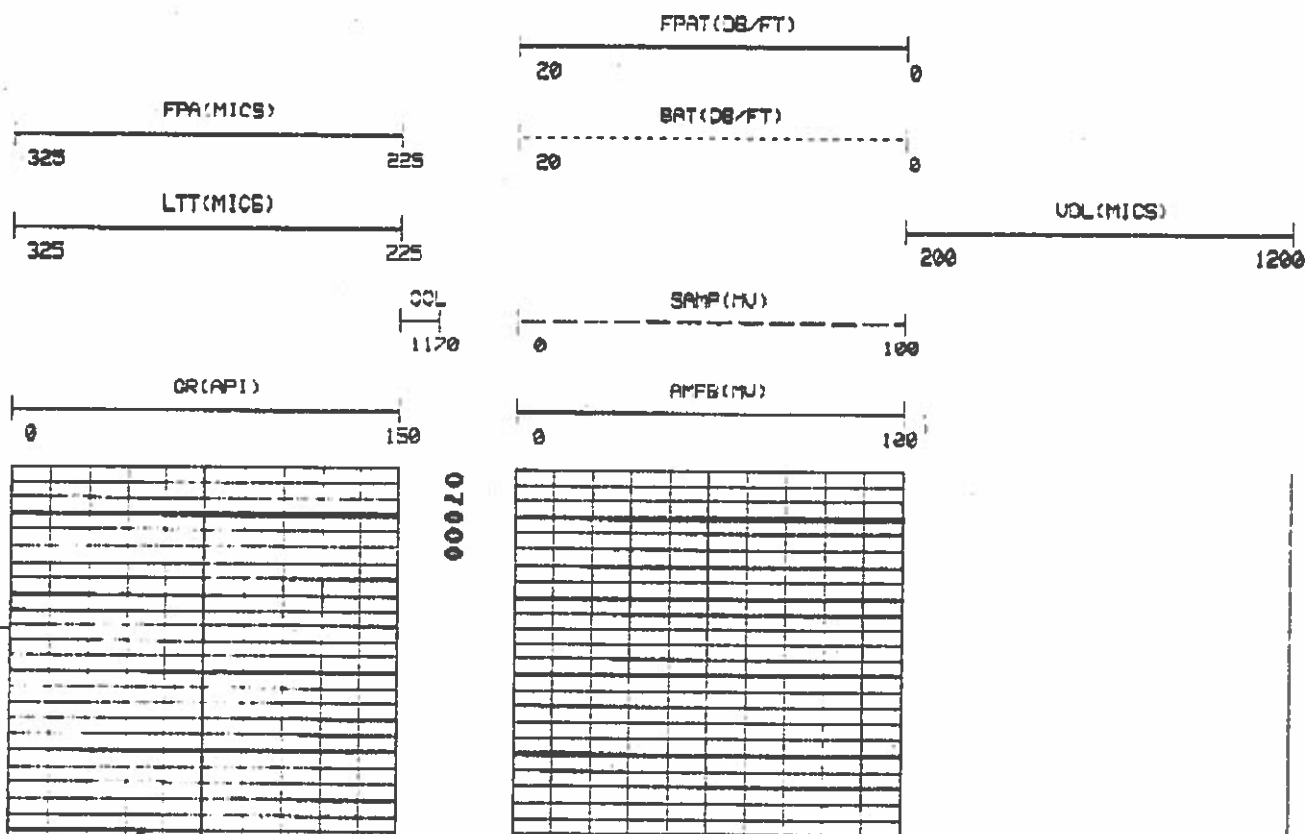 FPAT(DB/FT)
20 0
FPA(MICS)
325 225
BAT(DB/FT)
20 0
LTT(MICS)
325 225
VDL(MICS)
200 1200
CCL
1170
SAMP(MV)
0 100
GR(API)
0 150
AMFB(MV)
0 120
07000